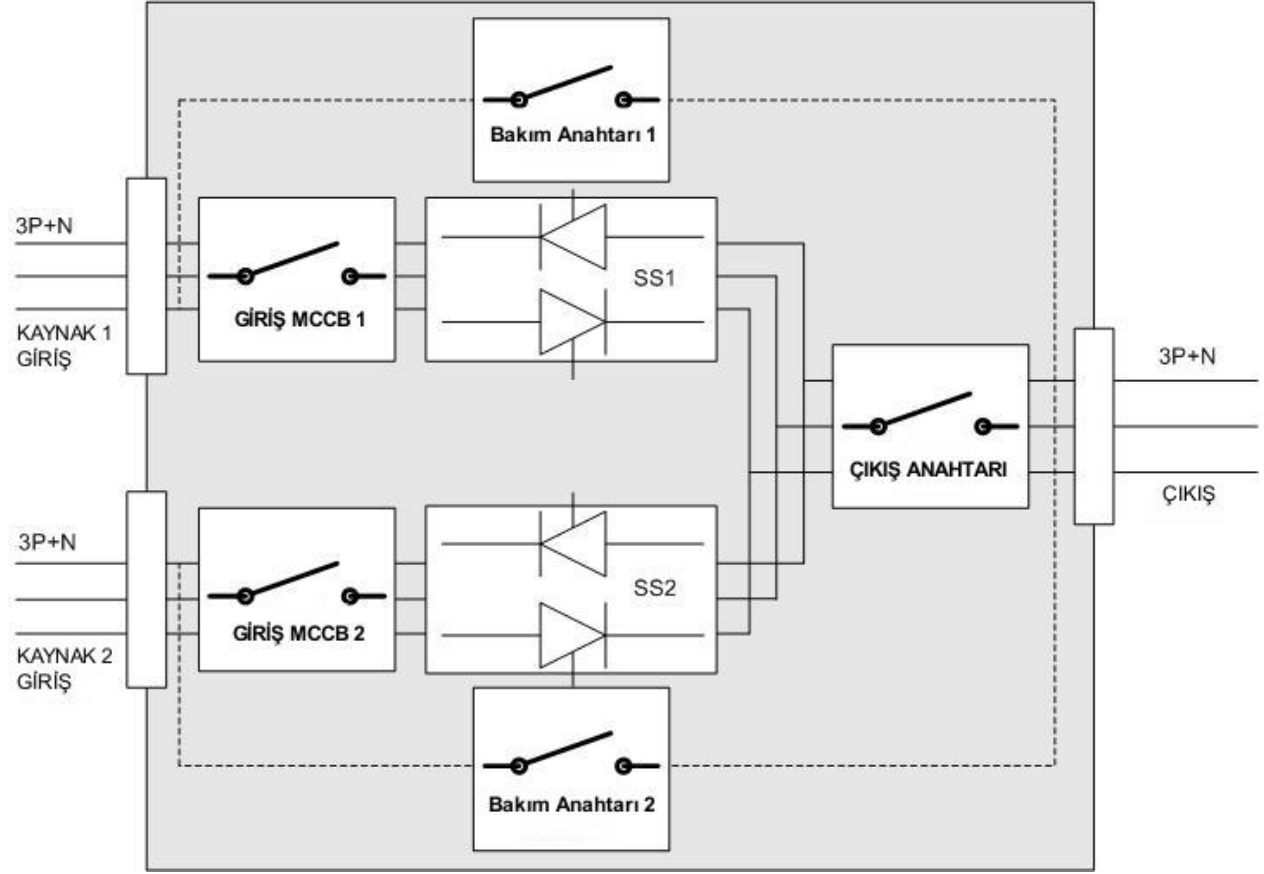 Bakım Anahtarı 1
3P+N
KAYNAK 1
GİRİŞ
GİRİŞ MCCB 1
SS1
3P+N
ÇIKIŞ ANAHTARI
ÇIKIŞ
3P+N
KAYNAK 2
GİRİŞ
GİRİŞ MCCB 2
SS2
Bakım Anahtarı 2